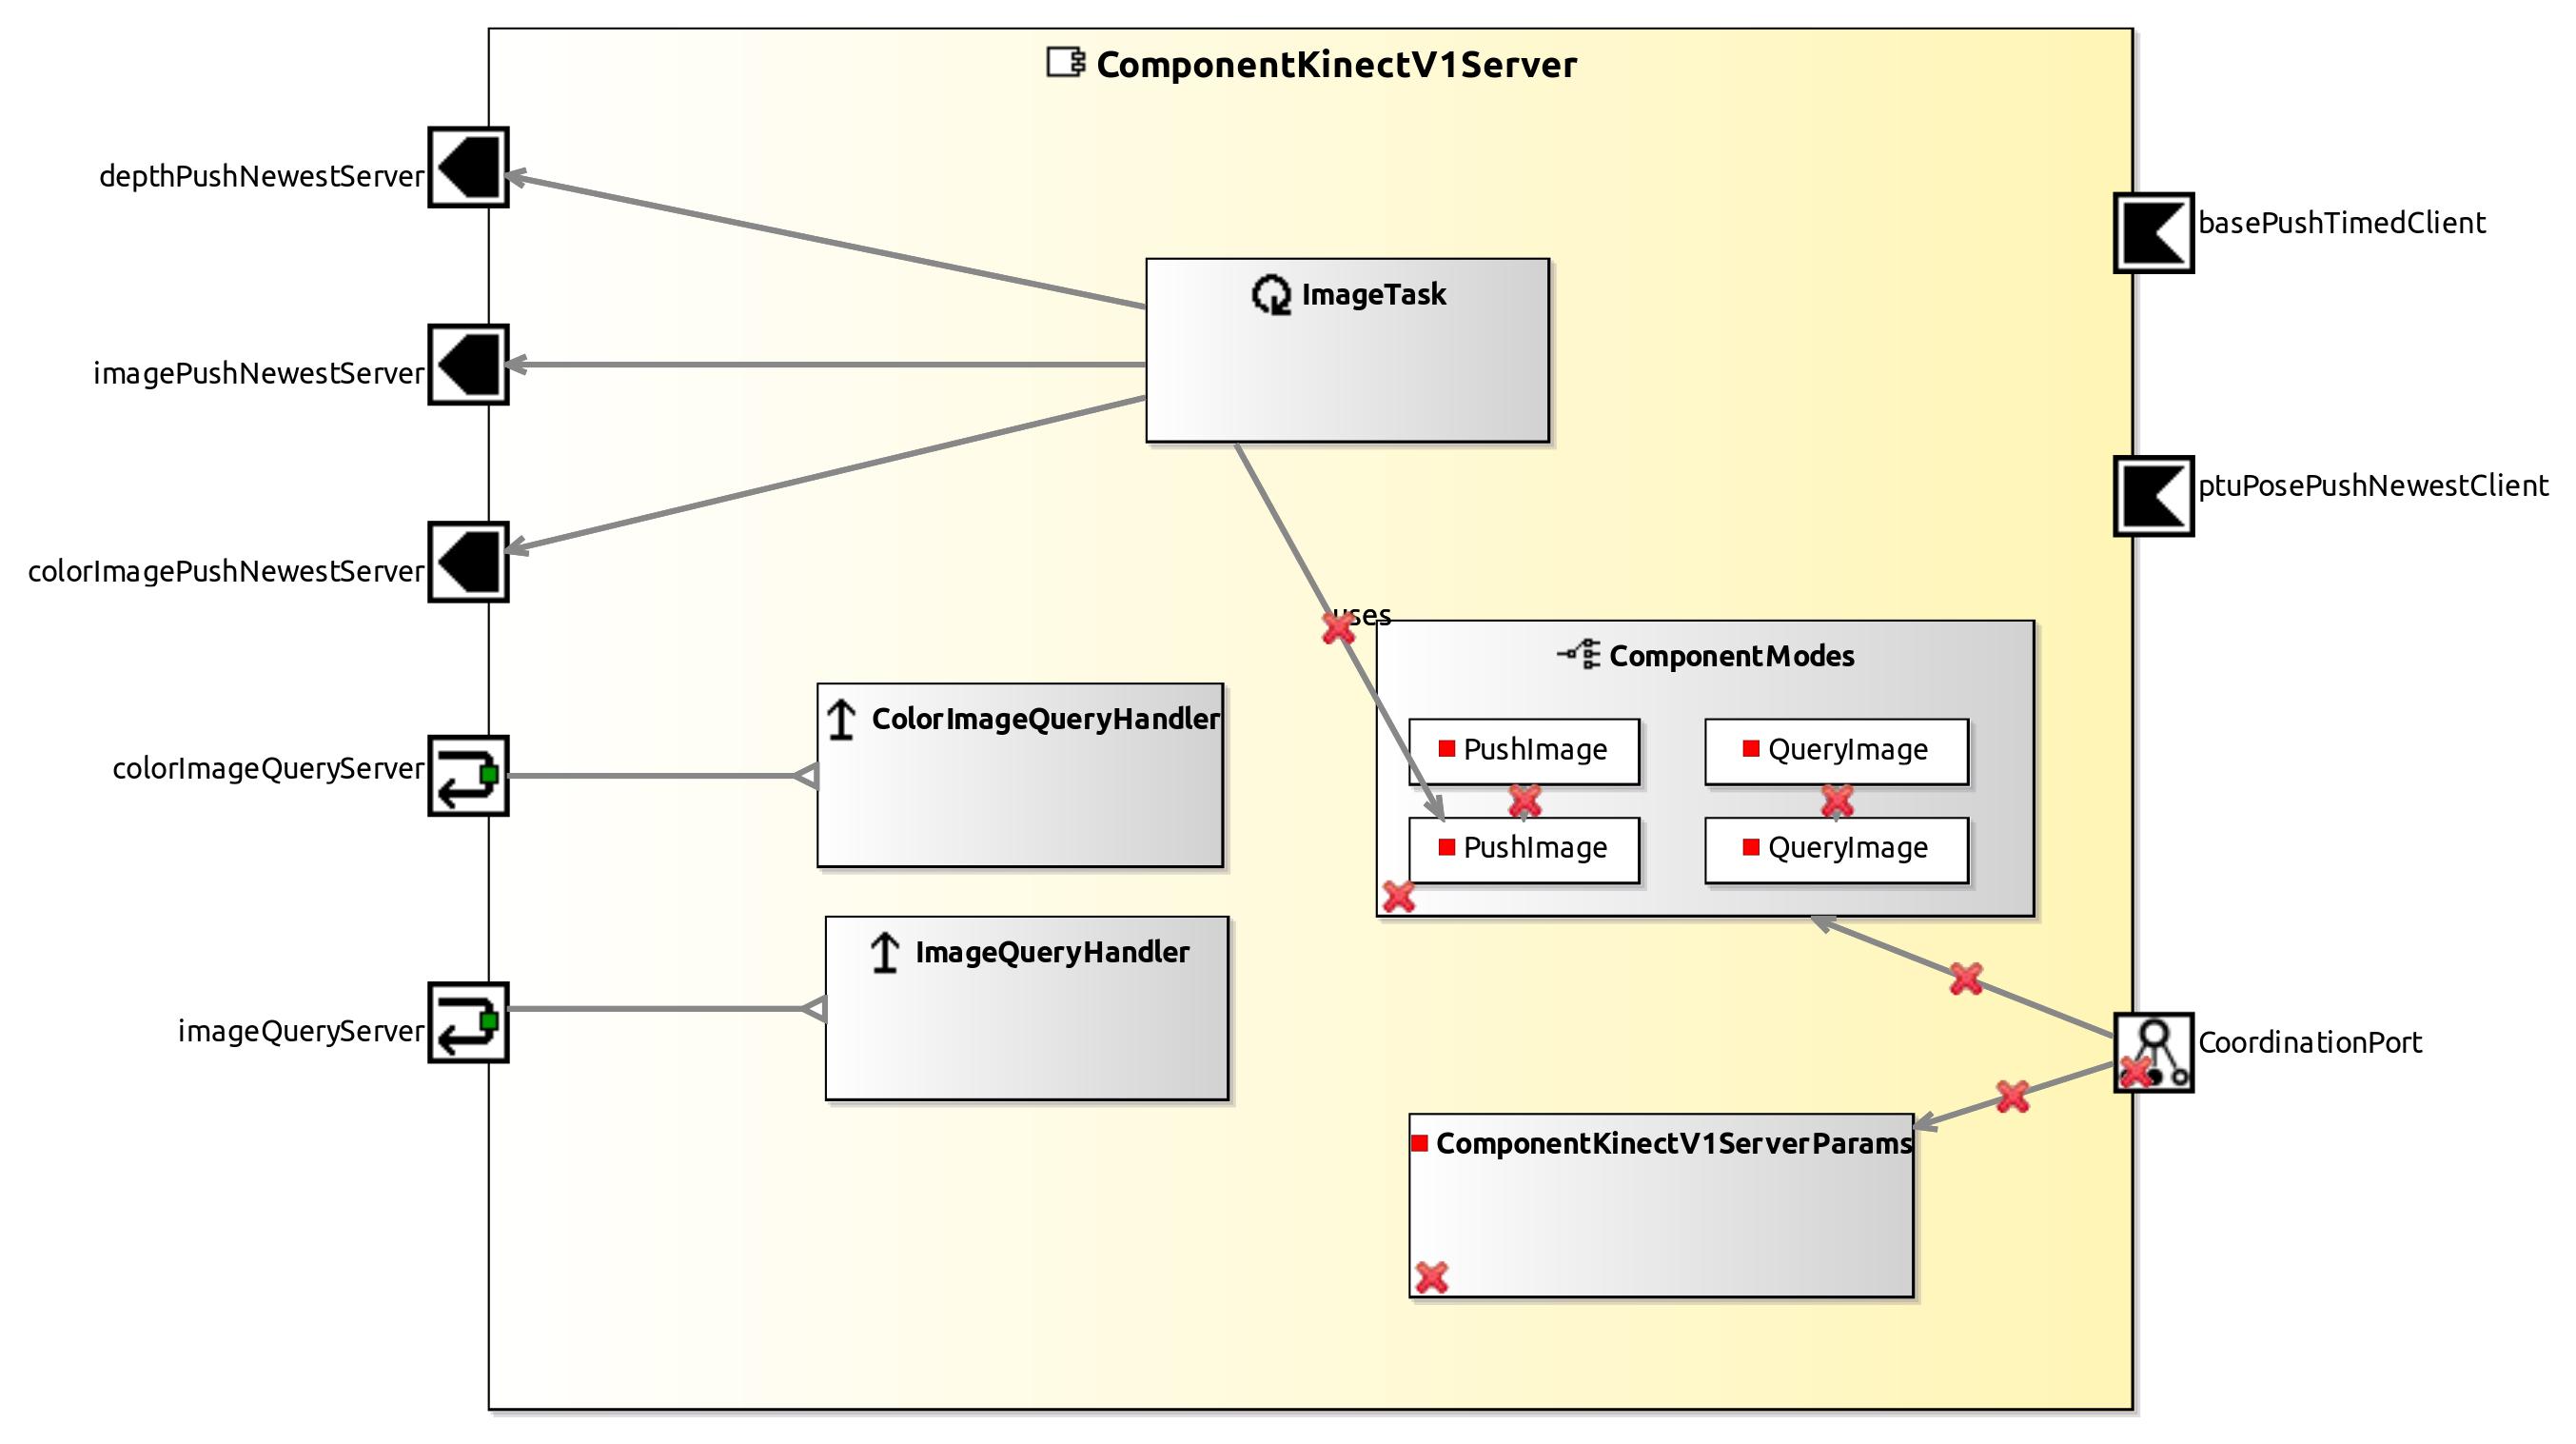 ComponentKinectV1Server
depthPushNewestServer
basePushTimedClient
ImageTask
imagePushNewestServer
ptuPosePushNewestClient
colorImagePushNewestServer
uses
ComponentModes
ColorImageQueryHandler
PushImage
QueryImage
colorImageQueryServer
PushImage
QueryImage
ImageQueryHandler
imageQueryServer
CoordinationPort
ComponentKinectV1ServerParams